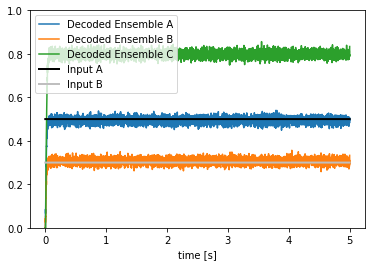 1.0
0.8
0.6
0.4
0.2
0.0
Decoded Ensemble A
Decoded Ensemble B
Decoded Ensemble C
Input A
Input B
0 1 2 3 4 5
time [s]